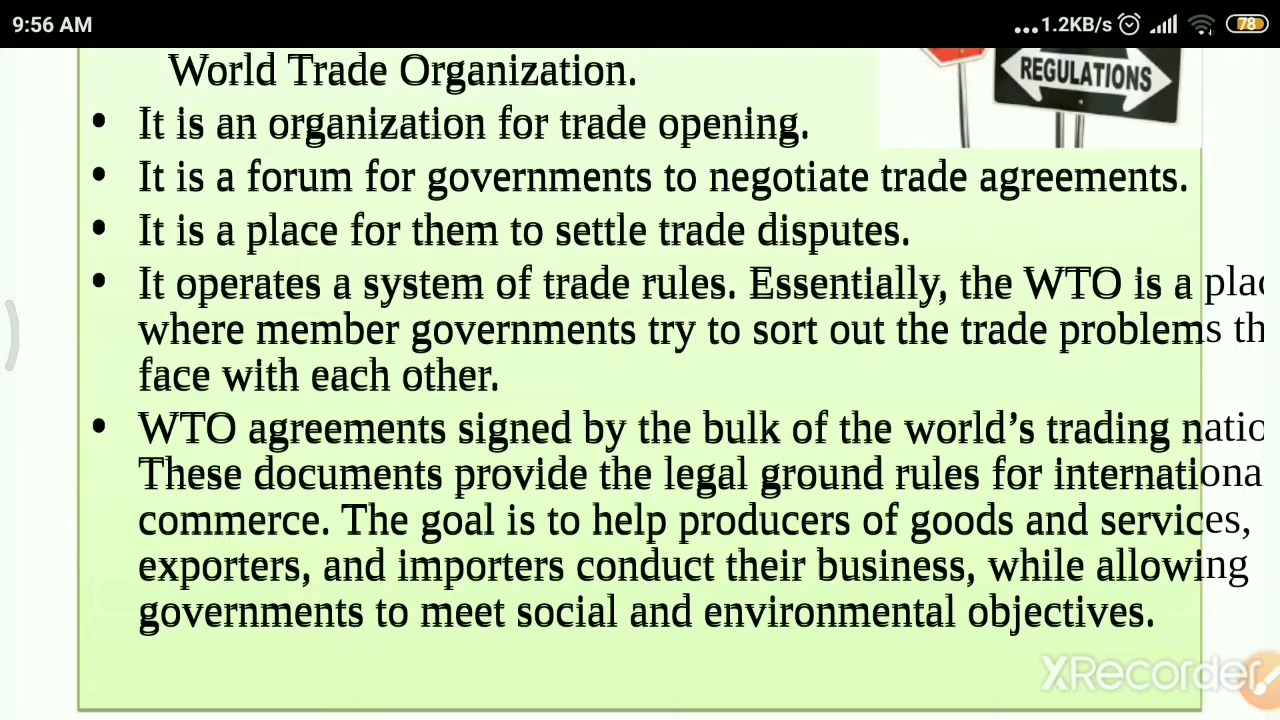 9:56 AM
...1.2KB/s
78
World Trade Organization.
REGULATIONS
• It is an organization for trade opening.
• It is a forum for governments to negotiate trade agreements.
• It is a place for them to settle trade disputes.
• It operates a system of trade rules. Essentially, the WTO is a
where member governments try to sort out the trade problems
face with each other.
• WTO agreements signed by the bulk of the world’s trading
These documents provide the legal ground rules for
commerce. The goal is to help producers of goods and services,
exporters, and importers conduct their business, while allowing
governments to meet social and environmental objectives.
XRecorder